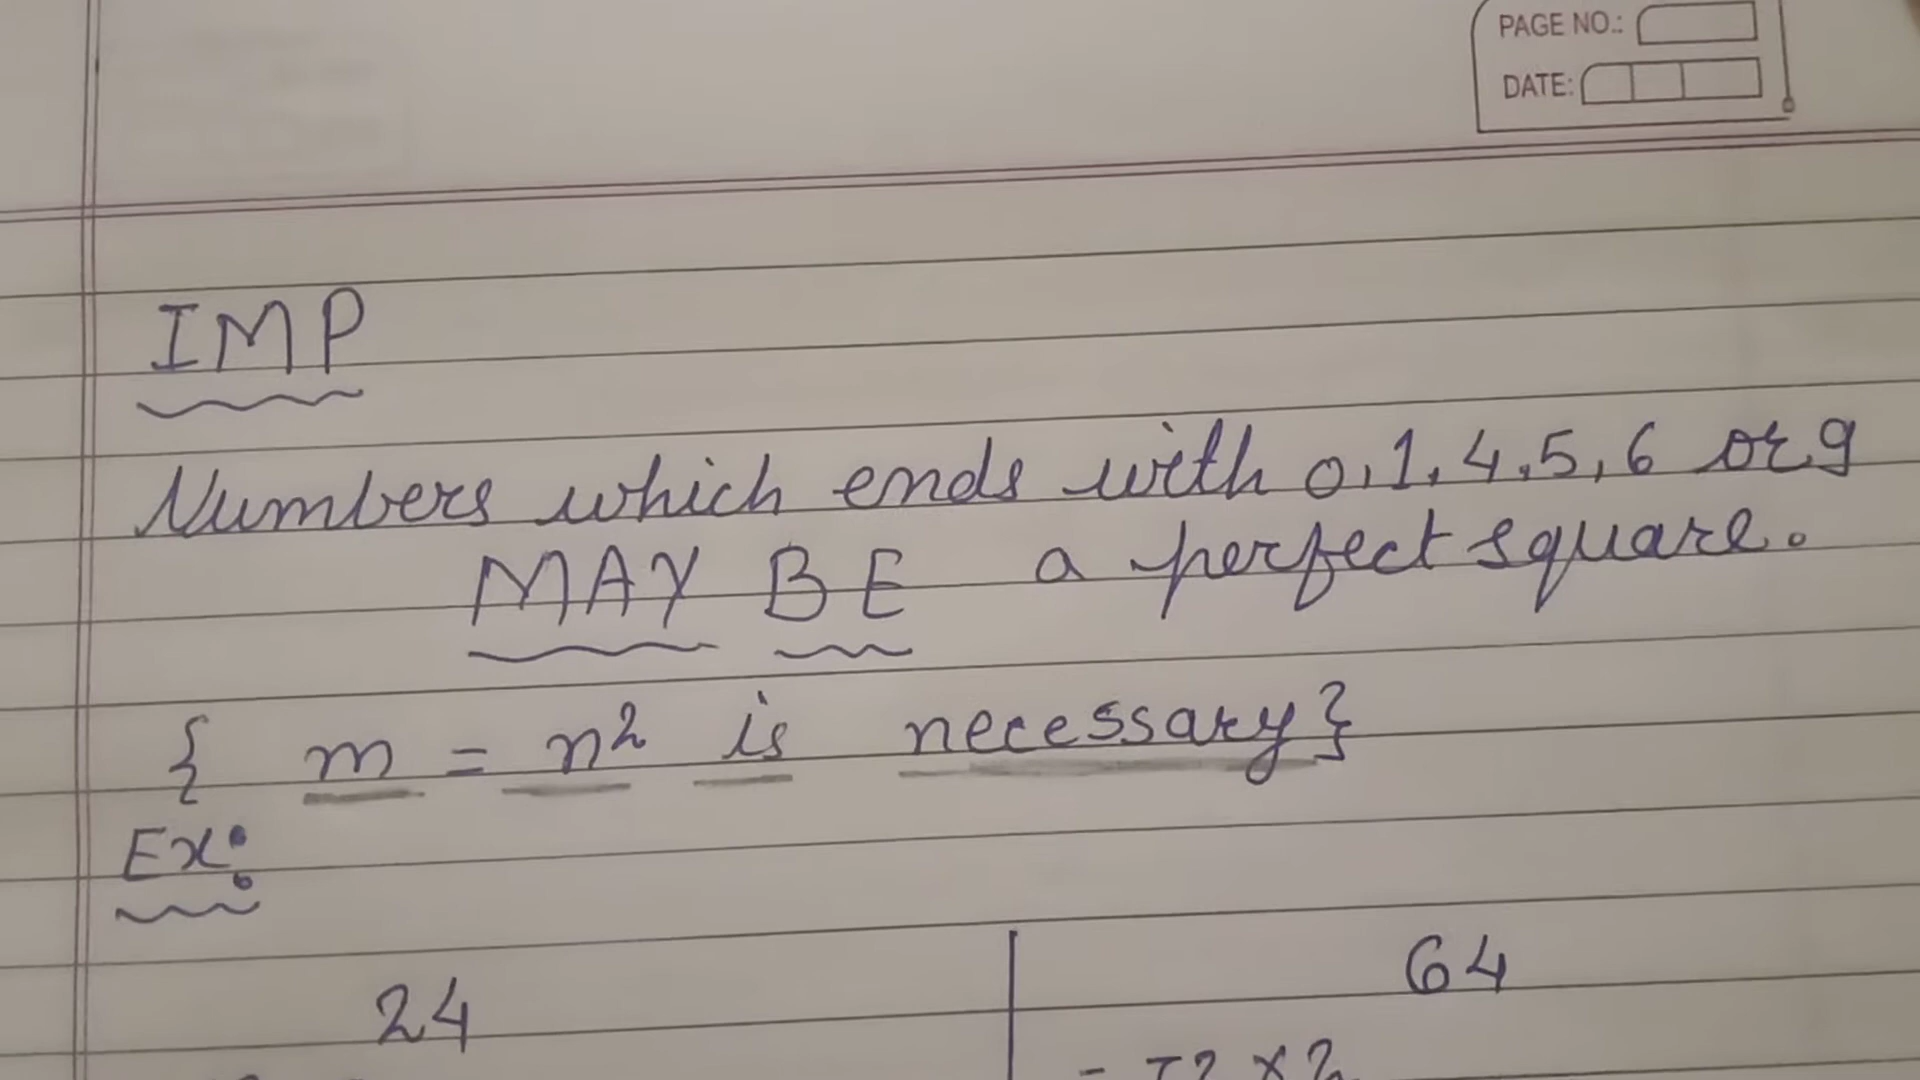 PAGE NO.:
DATE:
IMP
Numbers which ends with 0,1,4,5,6 or 9
MAY BE a perfect square.
{ m = n² is necessary}
Ex:
24
64